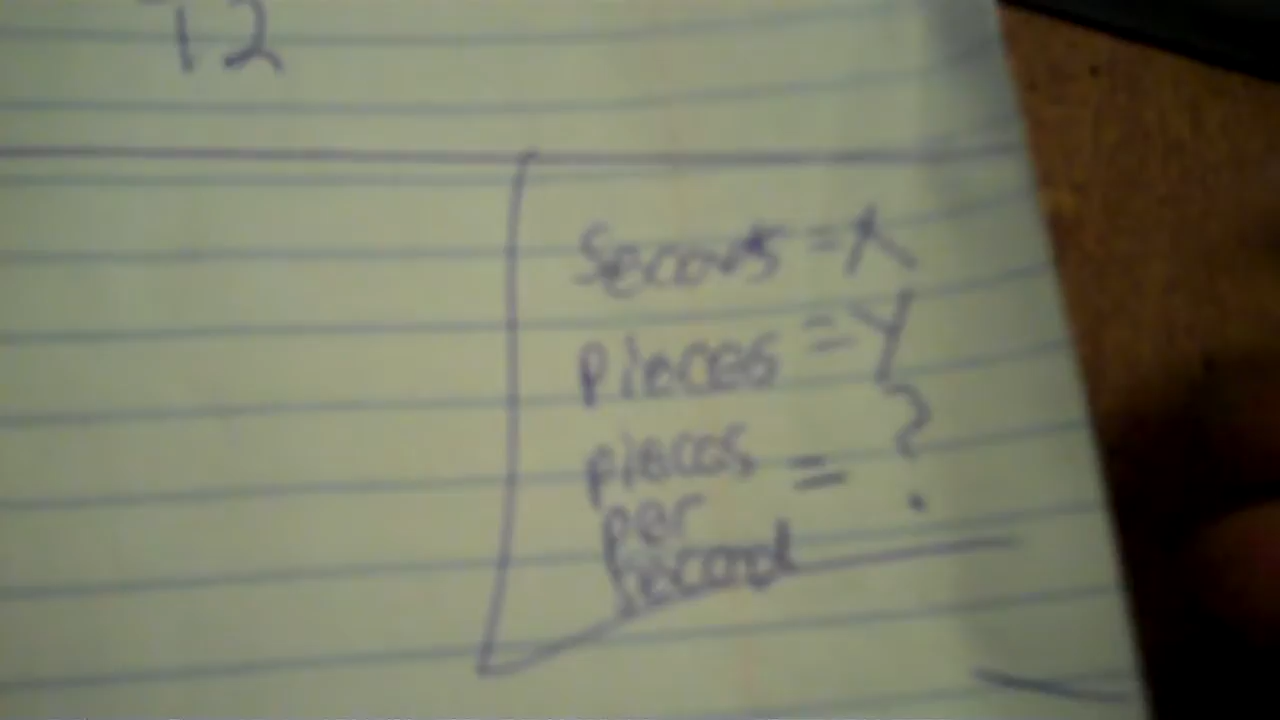 12
Seconds = X
pieces = Y
pieces = ?
per
second